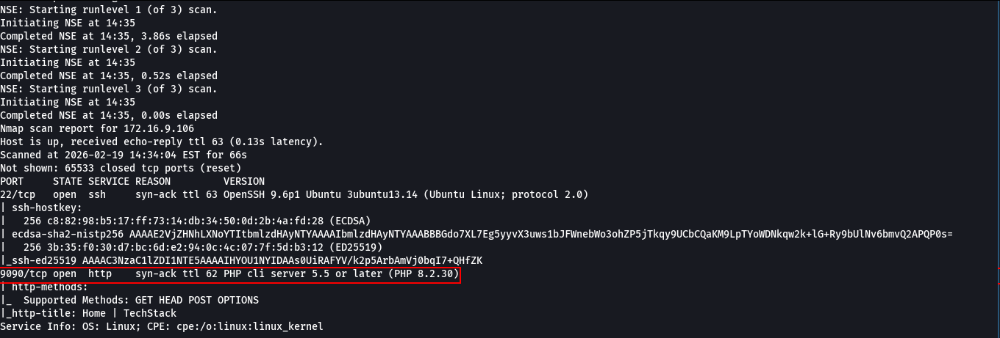 NSE: Starting runlevel 1 (of 3) scan.
Initiating NSE at 14:35
Completed NSE at 14:35, 3.86s elapsed
NSE: Starting runlevel 2 (of 3) scan.
Initiating NSE at 14:35
Completed NSE at 14:35, 0.52s elapsed
NSE: Starting runlevel 3 (of 3) scan.
Initiating NSE at 14:35
Completed NSE at 14:35, 0.00s elapsed
Nmap scan report for 172.16.9.106
Host is up, received echo-reply ttl 63 (0.13s latency).
Scanned at 2026-02-19 14:34:04 EST for 66s
Not shown: 65533 closed tcp ports (reset)
PORT     STATE SERVICE REASON         VERSION
22/tcp   open  ssh     syn-ack ttl 63 OpenSSH 9.6p1 Ubuntu 3ubuntu13.14 (Ubuntu Linux; protocol 2.0)
| ssh-hostkey:
|   256 c8:82:98:b5:17:ff:73:14:db:34:50:0d:2b:4a:fd:28 (ECDSA)
| ecdsa-sha2-nistp256 AAAAE2VjZHNhLXNoYTItbmlzdHAyNTYAAAAIbmlzdHAyNTYAAABBBGdo7XL7Eg5yyvX3uws1bJFWnebWo3ohZP5jTkqy9UCbCQaKM9LpTYoWDNkqw2k+lG+Ry9bUlNv6bmvQ2APQP0s=
|   256 3b:35:f0:30:d7:bc:6d:e2:94:0c:4c:07:7f:5d:b3:12 (ED25519)
|_ssh-ed25519 AAAAC3NzaC1lZDI1NTE5AAAAIHYOU1NYIDAAs0UiRAFYV/k2p5ArbAmVj0bqI7+QHfZK
9090/tcp open  http    syn-ack ttl 62 PHP cli server 5.5 or later (PHP 8.2.30)
| http-methods:
|_  Supported Methods: GET HEAD POST OPTIONS
|_http-title: Home | TechStack
Service Info: OS: Linux; CPE: cpe:/o:linux:linux_kernel